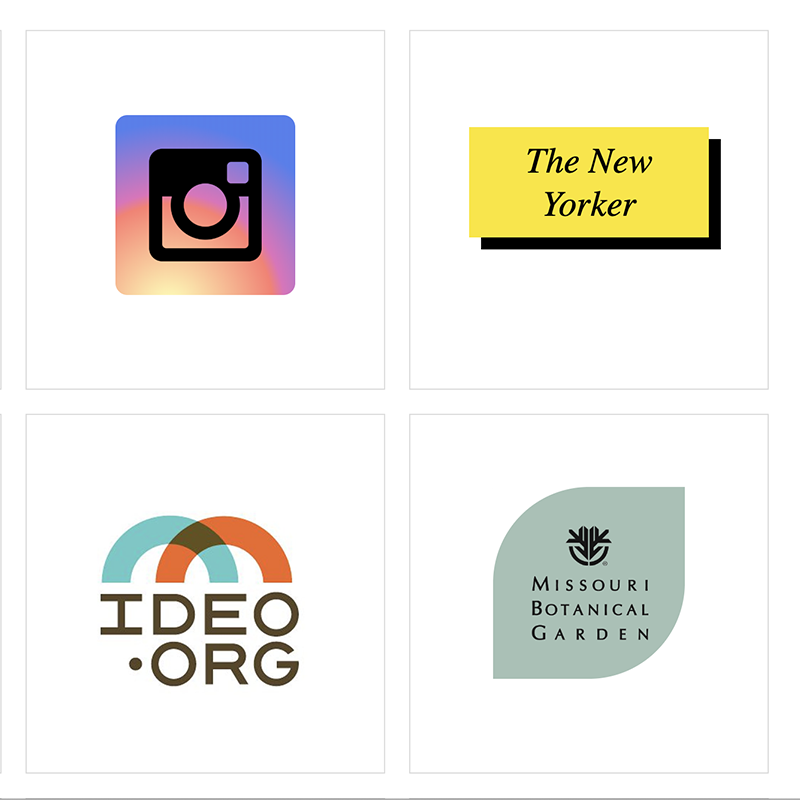 The New
Yorker
IDEO
•ORG
MISSOURI
BOTANICAL
GARDEN